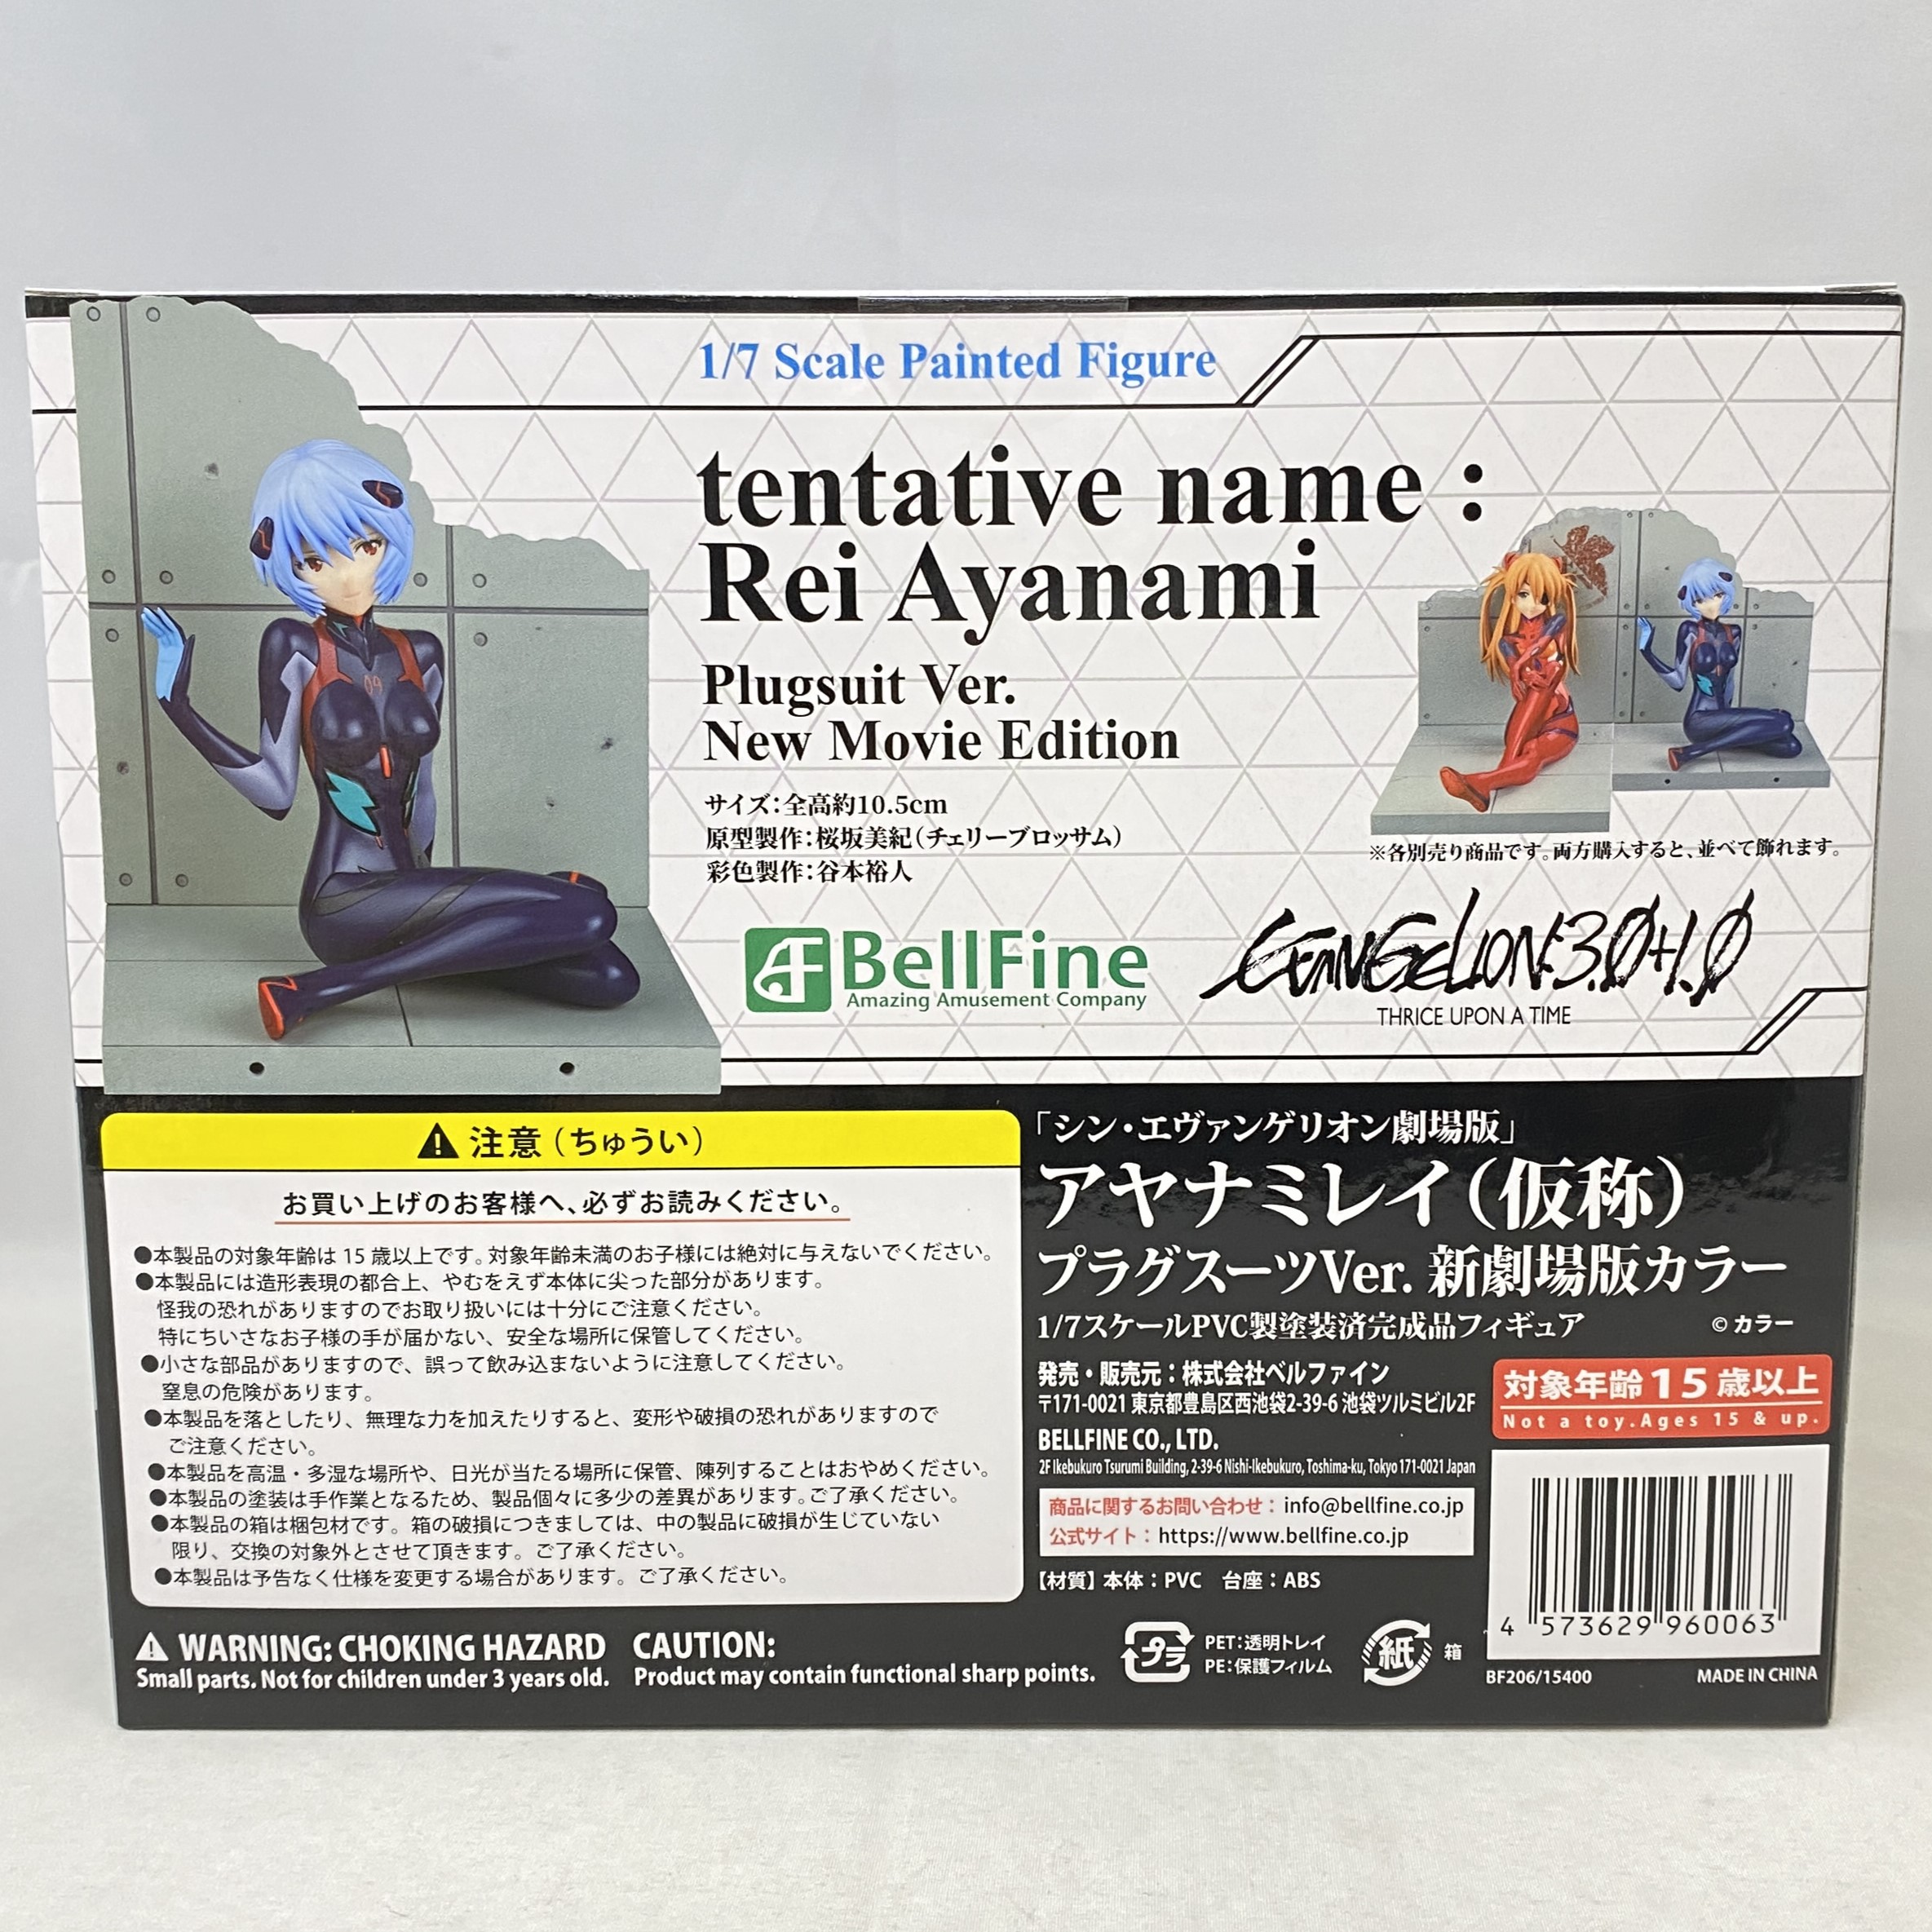 1/7 Scale Painted Figure
tentative name :
Rei Ayanami
Plugsuit Ver.
New Movie Edition
サイズ：全高約10.5cm
原型製作：桜坂美紀（チェリーブロッサム）
彩色製作：谷本裕人
09
※各別売り商品です。両方購入すると、並べて飾れます。
BellFine
Amazing Amusement Company
EVANGELION:3.0+1.0
THRICE UPON A TIME
注意（ちゅうい）
お買い上げのお客様へ、必ずお読みください。
●本製品の対象年齢は 15 歳以上です。対象年齢未満のお子様には絶対に与えないでください。
●本製品には造形表現の都合上、やむをえず本体に尖った部分があります。
怪我の恐れがありますのでお取り扱いには十分にご注意ください。
特にちいさなお子様の手が届かない、安全な場所に保管してください。
●小さな部品がありますので、誤って飲み込まないように注意してください。
窒息の危険があります。
●本製品を落としたり、無理な力を加えたりすると、変形や破損の恐れがありますので
ご注意ください。
●本製品を高温・多湿な場所や、日光が当たる場所に保管、陳列することはおやめください。
●本製品の塗装は手作業となるため、製品個々に多少の差異があります。ご了承ください。
●本製品の箱は梱包材です。箱の破損につきましては、中の製品に破損が生じていない
限り、交換の対象外とさせて頂きます。ご了承ください。
●本製品は予告なく仕様を変更する場合があります。ご了承ください。
WARNING: CHOKING HAZARD
Small parts. Not for children under 3 years old.
CAUTION:
Product may contain functional sharp points.
「シン・エヴァンゲリオン劇場版」
アヤナミレイ（仮称）
プラグスーツVer. 新劇場版カラー
1/7スケールPVC製塗装済完成品フィギュア
©カラー
発売・販売元：株式会社ベルファイン
〒171-0021 東京都豊島区西池袋2-39-6 池袋ツルミビル2F
BELLFINE CO., LTD.
2F Ikebukuro Tsurumi Building, 2-39-6 Nishi-Ikebukuro, Toshima-ku, Tokyo 171-0021 Japan
商品に関するお問い合わせ：info@bellfine.co.jp
公式サイト：https://www.bellfine.co.jp
【材質】本体：PVC 台座：ABS
対象年齢15歳以上
Not a toy. Ages 15 & up.
プラ
PET：透明トレイ
PE：保護フィルム
紙
箱
4 573629 960063
BF206/15400
MADE IN CHINA